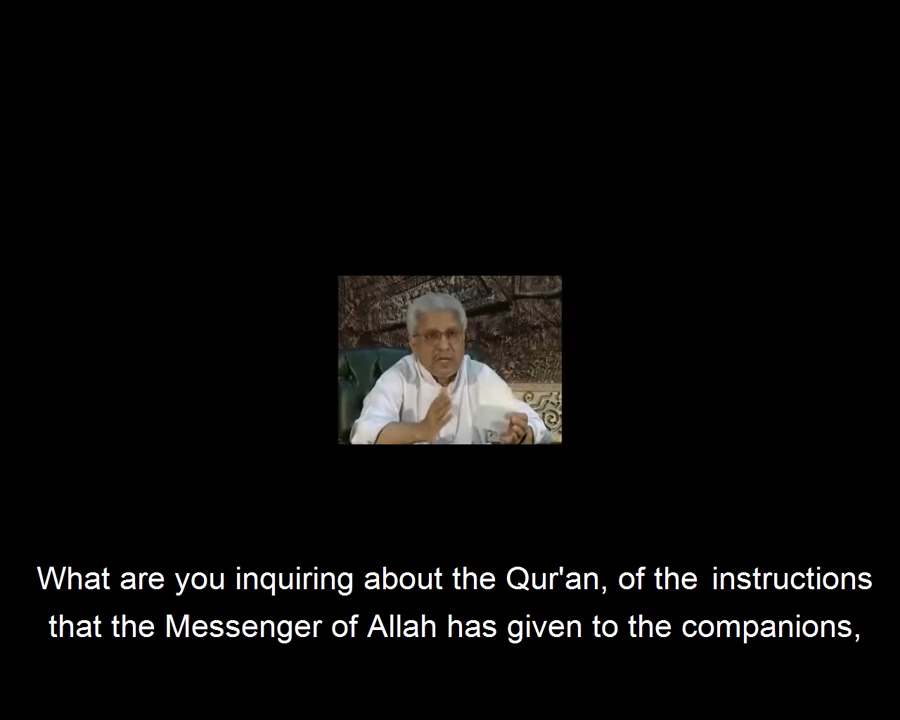 What are you inquiring about the Qur'an, of the instructions
that the Messenger of Allah has given to the companions,